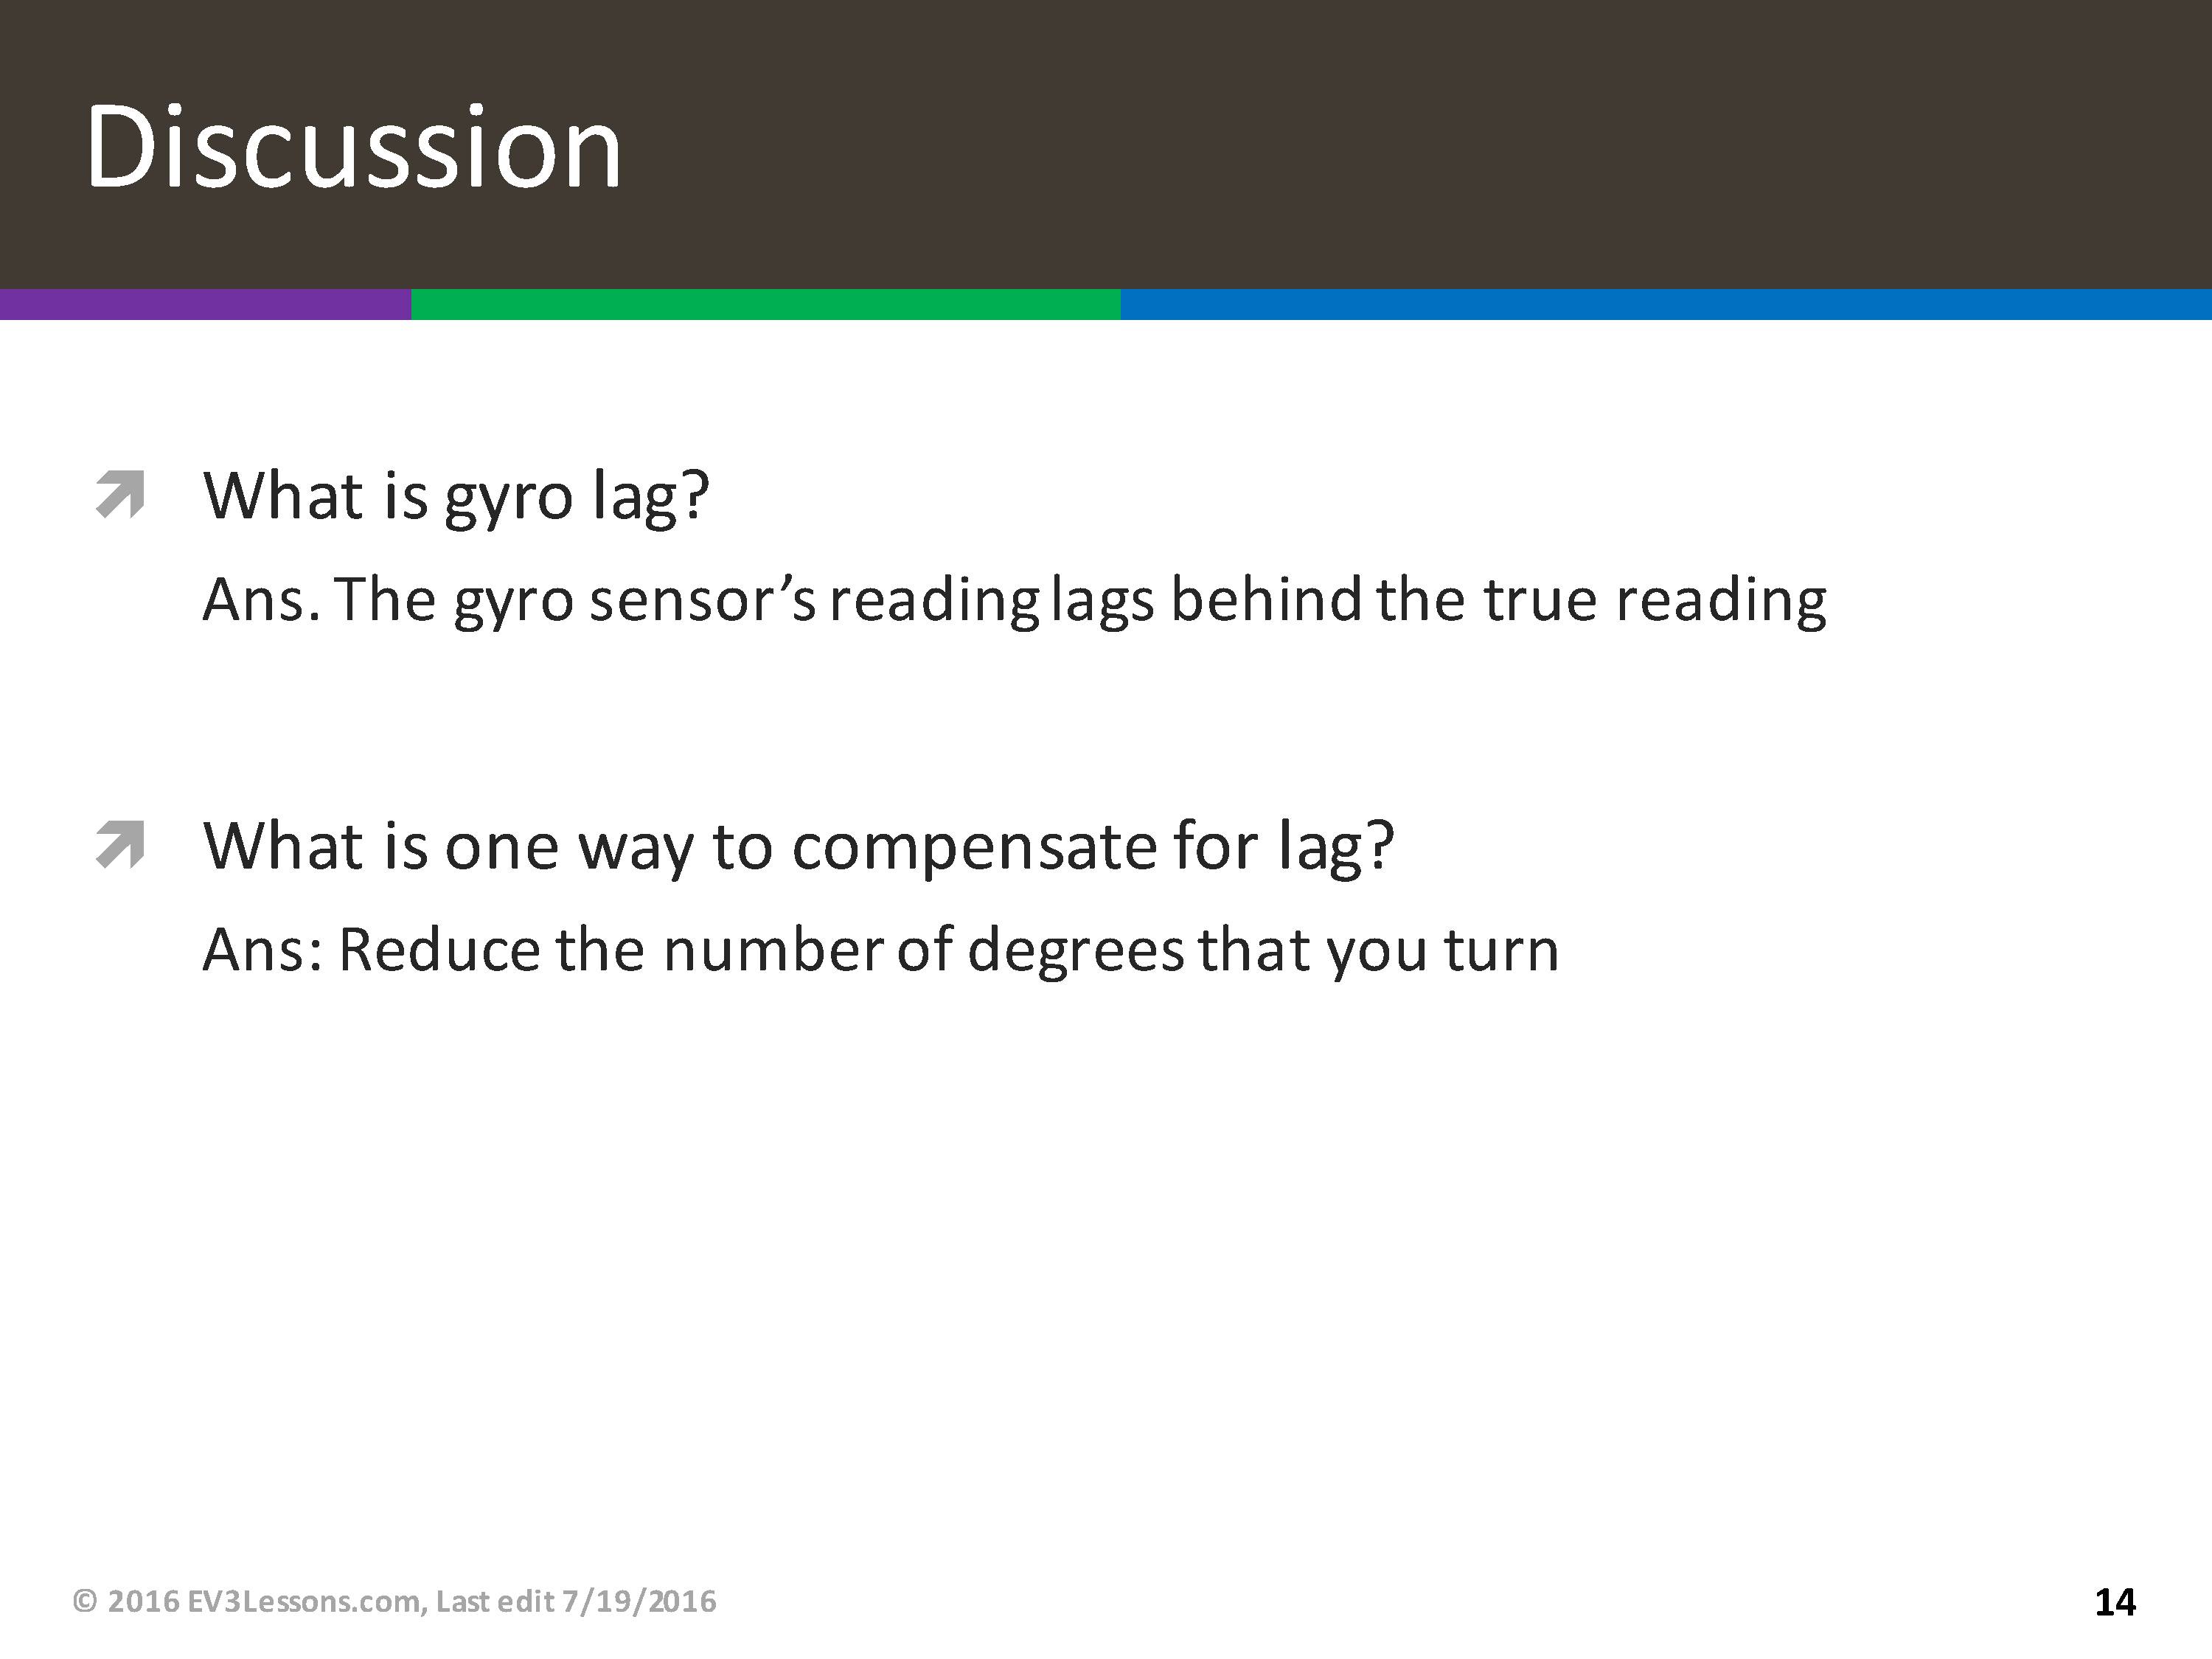 Discussion
What is gyro lag?
Ans. The gyro sensor’s reading lags behind the true reading
What is one way to compensate for lag?
Ans: Reduce the number of degrees that you turn
© 2016 EV3Lessons.com, Last edit 7/19/2016
14